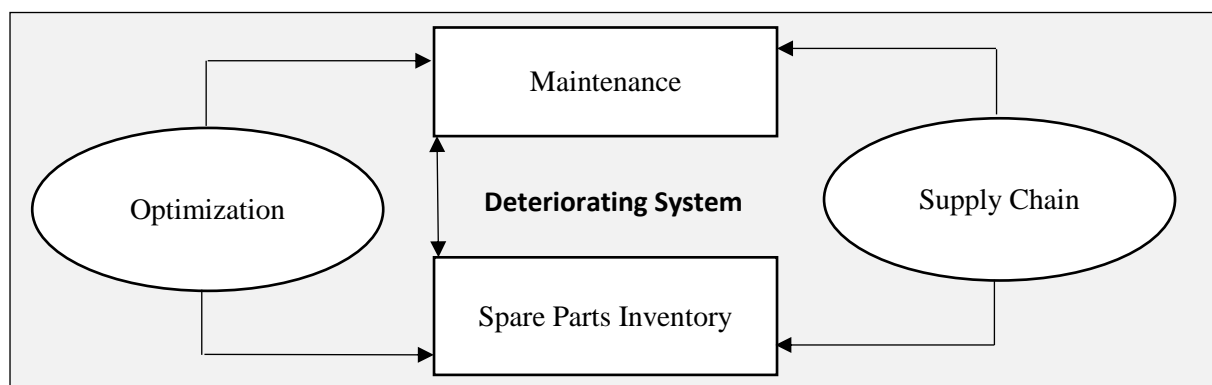 Maintenance
Optimization
Deteriorating System
Supply Chain
Spare Parts Inventory